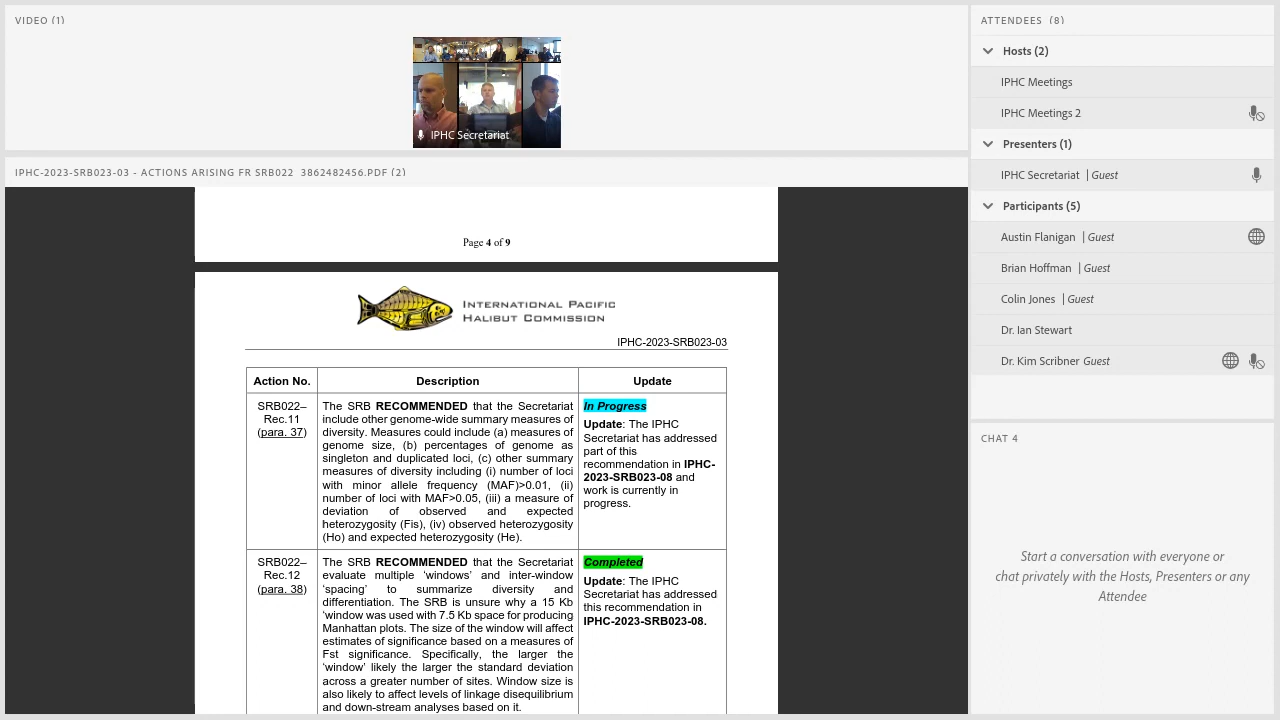 VIDEO (1)
IPHC Secretariat
IPHC-2023-SRB023-03 - ACTIONS ARISING FR SRB022 3862482456.PDF (2)
Page 4 of 9
INTERNATIONAL PACIFIC
HALIBUT COMMISSION
IPHC-2023-SRB023-03
Action No.
Description
Update
SRB022–
Rec.11
(para. 37)
The SRB RECOMMENDED that the Secretariat
include other genome-wide summary measures of
diversity. Measures could include (a) measures of
genome size, (b) percentages of genome as
singleton and duplicated loci, (c) other summary
measures of diversity including (i) number of loci
with minor allele frequency (MAF)>0.01, (ii)
number of loci with MAF>0.05, (iii) a measure of
deviation of observed and expected
heterozygosity (Fis), (iv) observed heterozygosity
(Ho) and expected heterozygosity (He).
In Progress
Update: The IPHC
Secretariat has addressed
part of this
recommendation in IPHC-
2023-SRB023-08 and
work is currently in
progress.
SRB022–
Rec.12
(para. 38)
The SRB RECOMMENDED that the Secretariat
evaluate multiple ‘windows’ and inter-window
‘spacing’ to summarize diversity and
differentiation. The SRB is unsure why a 15 Kb
‘window was used with 7.5 Kb space for producing
Manhattan plots. The size of the window will affect
estimates of significance based on a measures of
Fst significance. Specifically, the larger the
‘window’ likely the larger the standard deviation
across a greater number of sites. Window size is
also likely to affect levels of linkage disequilibrium
and down-stream analyses based on it.
Completed
Update: The IPHC
Secretariat has addressed
this recommendation in
IPHC-2023-SRB023-08.
ATTENDEES (8)
Hosts (2)
IPHC Meetings
IPHC Meetings 2
Presenters (1)
IPHC Secretariat | Guest
Participants (5)
Austin Flanigan | Guest
Brian Hoffman | Guest
Colin Jones | Guest
Dr. Ian Stewart
Dr. Kim Scribner Guest
CHAT 4
Start a conversation with everyone or
chat privately with the Hosts, Presenters or any
Attendee